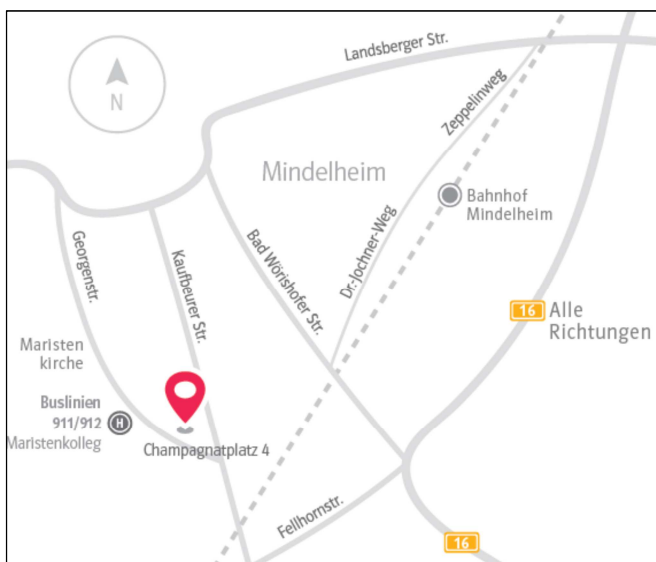 Landsberger Str.
N
Zeppelinweg
Mindelheim
Bahnhof
Mindelheim
Dr.-Jochner-Weg
Georgenstr.
Kaufbeurer Str.
Bad Wörishofer Str.
16
Alle
Richtungen
Maristen
kirche
Buslinien
911/912
H
Maristenkolleg
Champagnatplatz 4
Fellhornstr.
16